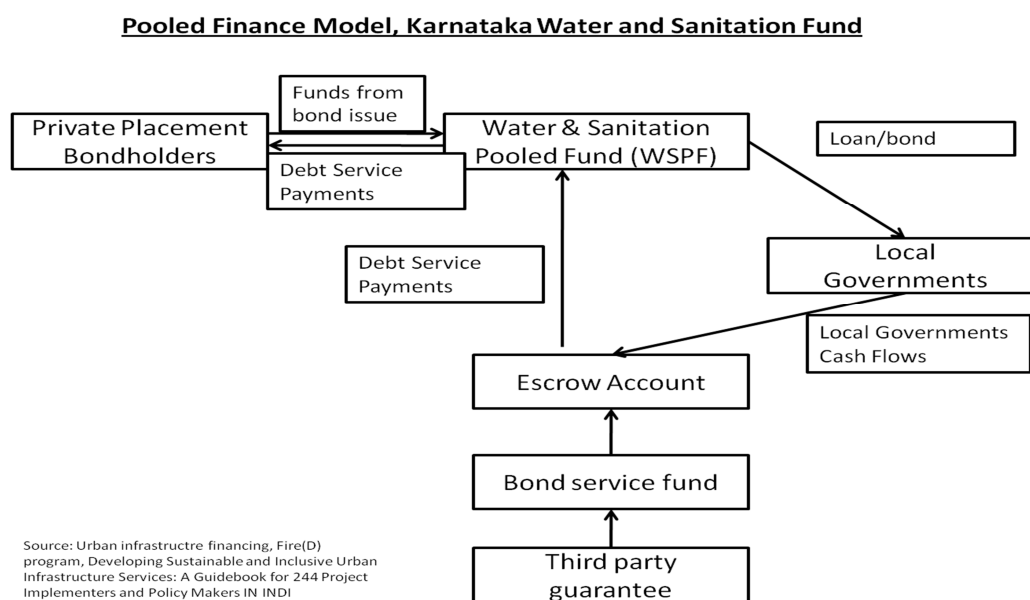 Pooled Finance Model, Karnataka Water and Sanitation Fund
Funds from
bond issue
Private Placement
Bondholders
Water & Sanitation
Pooled Fund (WSPF)
Loan/bond
Debt Service
Payments
Local
Governments
Debt Service
Payments
Local Governments
Cash Flows
Escrow Account
Bond service fund
Third party
guarantee
Source: Urban infrastructre financing, Fire(D)
program, Developing Sustainable and Inclusive Urban
Infrastructure Services: A Guidebook for 244 Project
Implementers and Policy Makers IN INDI